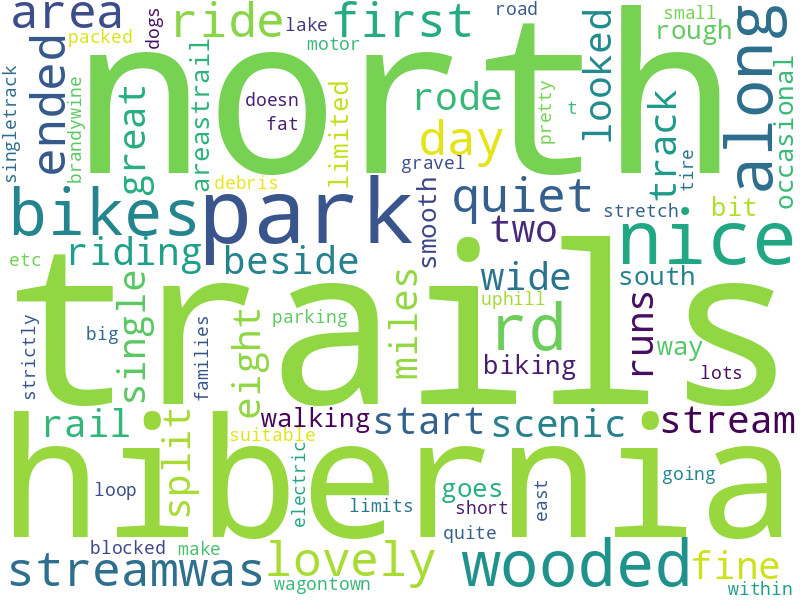 area
packed
dogs
ride
lake
motor
first
road
small
rough
along
singletrack
ended
brandywine
great
areastrail
north
doesn
fat
limited
rode
day
gravel
pretty
t
looked
track
tire
occasional
debris
bikes
park
smooth
quiet
stretch
bit
nice
etc
riding
beside
two
wide
south
trails
strictly
big
single
families
eight
parking
miles
uphill
rd
biking
runs
way
lots
rail
split
walking
suitable
start
scenic
stream
hibernia
loop
electric
limits
goes
short
quite
east
going
blocked
make
streamwas
lovely
wagontown
wooded
fine
within